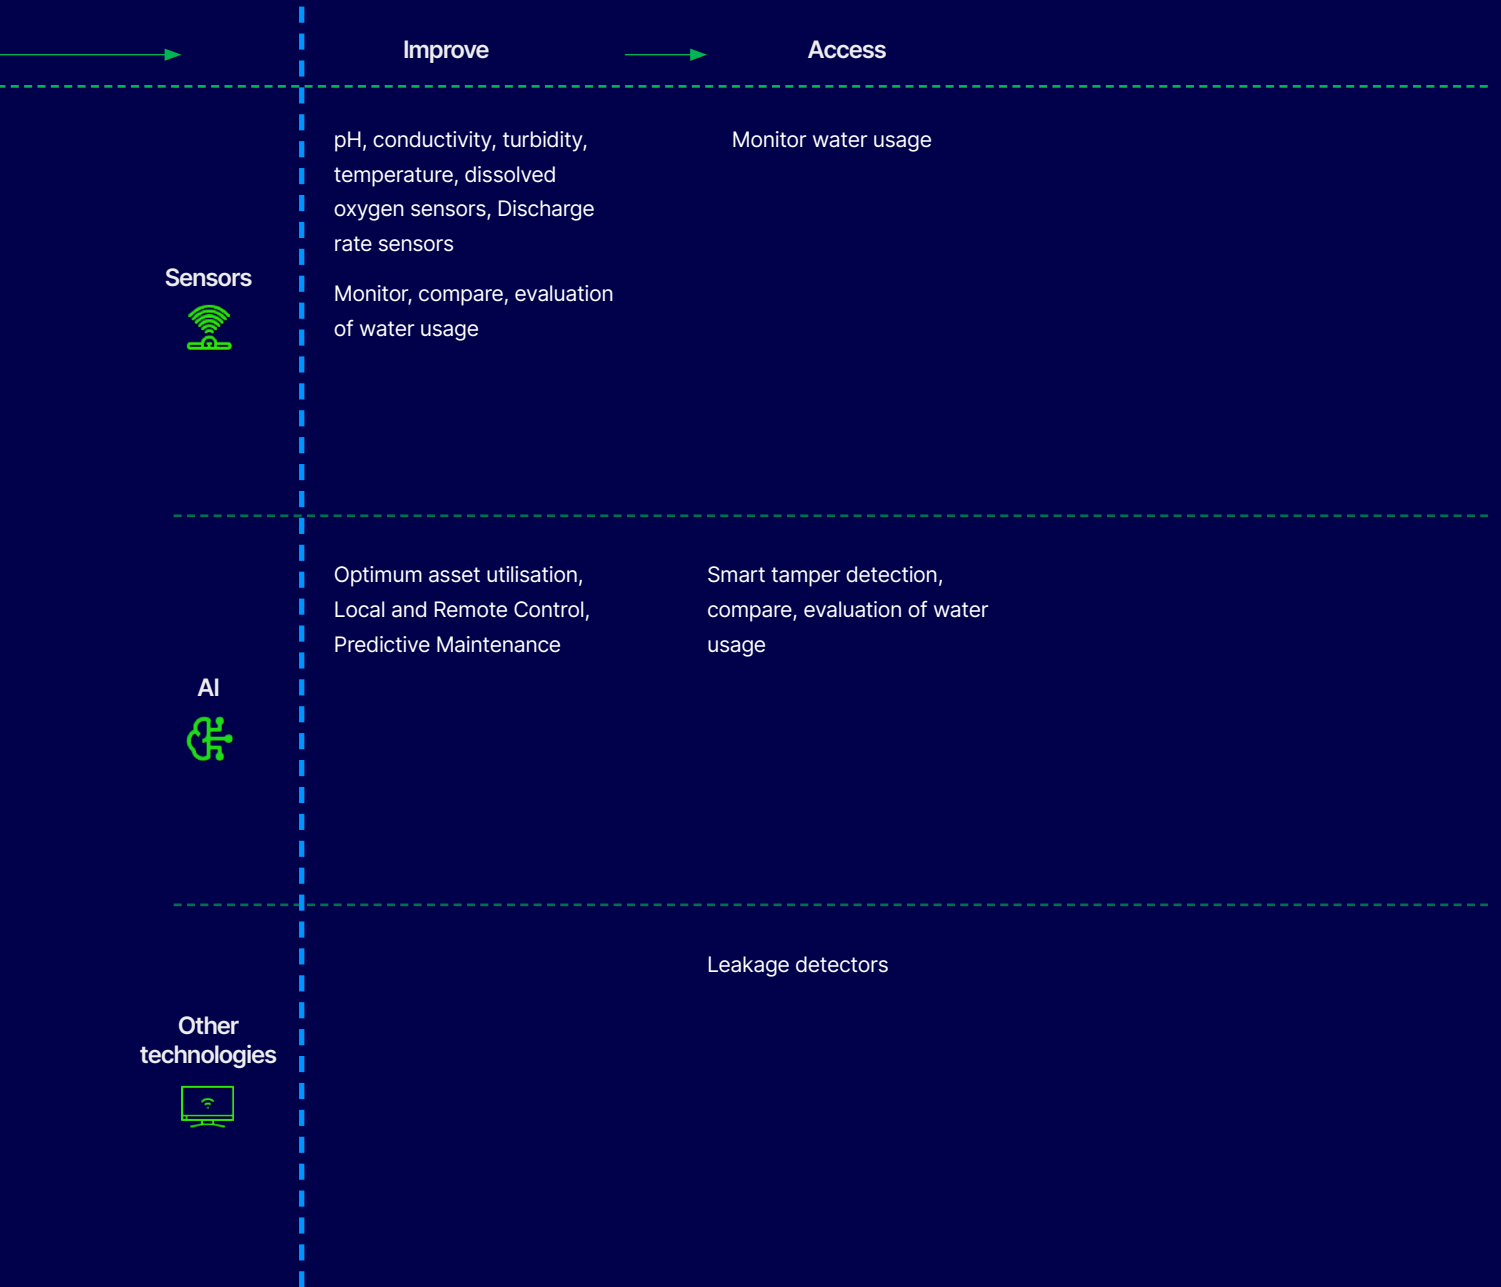 Improve
Access
Sensors
pH, conductivity, turbidity,
temperature, dissolved
oxygen sensors, Discharge
rate sensors
Monitor, compare, evaluation
of water usage
Monitor water usage
AI
Optimum asset utilisation,
Local and Remote Control,
Predictive Maintenance
Smart tamper detection,
compare, evaluation of water
usage
Other
technologies
Leakage detectors